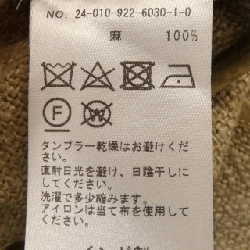 NO. 24-010-922-6030-1-0
麻 100%
F W
タンブラー乾燥はお避けくだ
さい。
直射日光を避け、日陰干しに
してください。
洗濯で多少縮みます。
アイロンは当て布を使用して
ください。